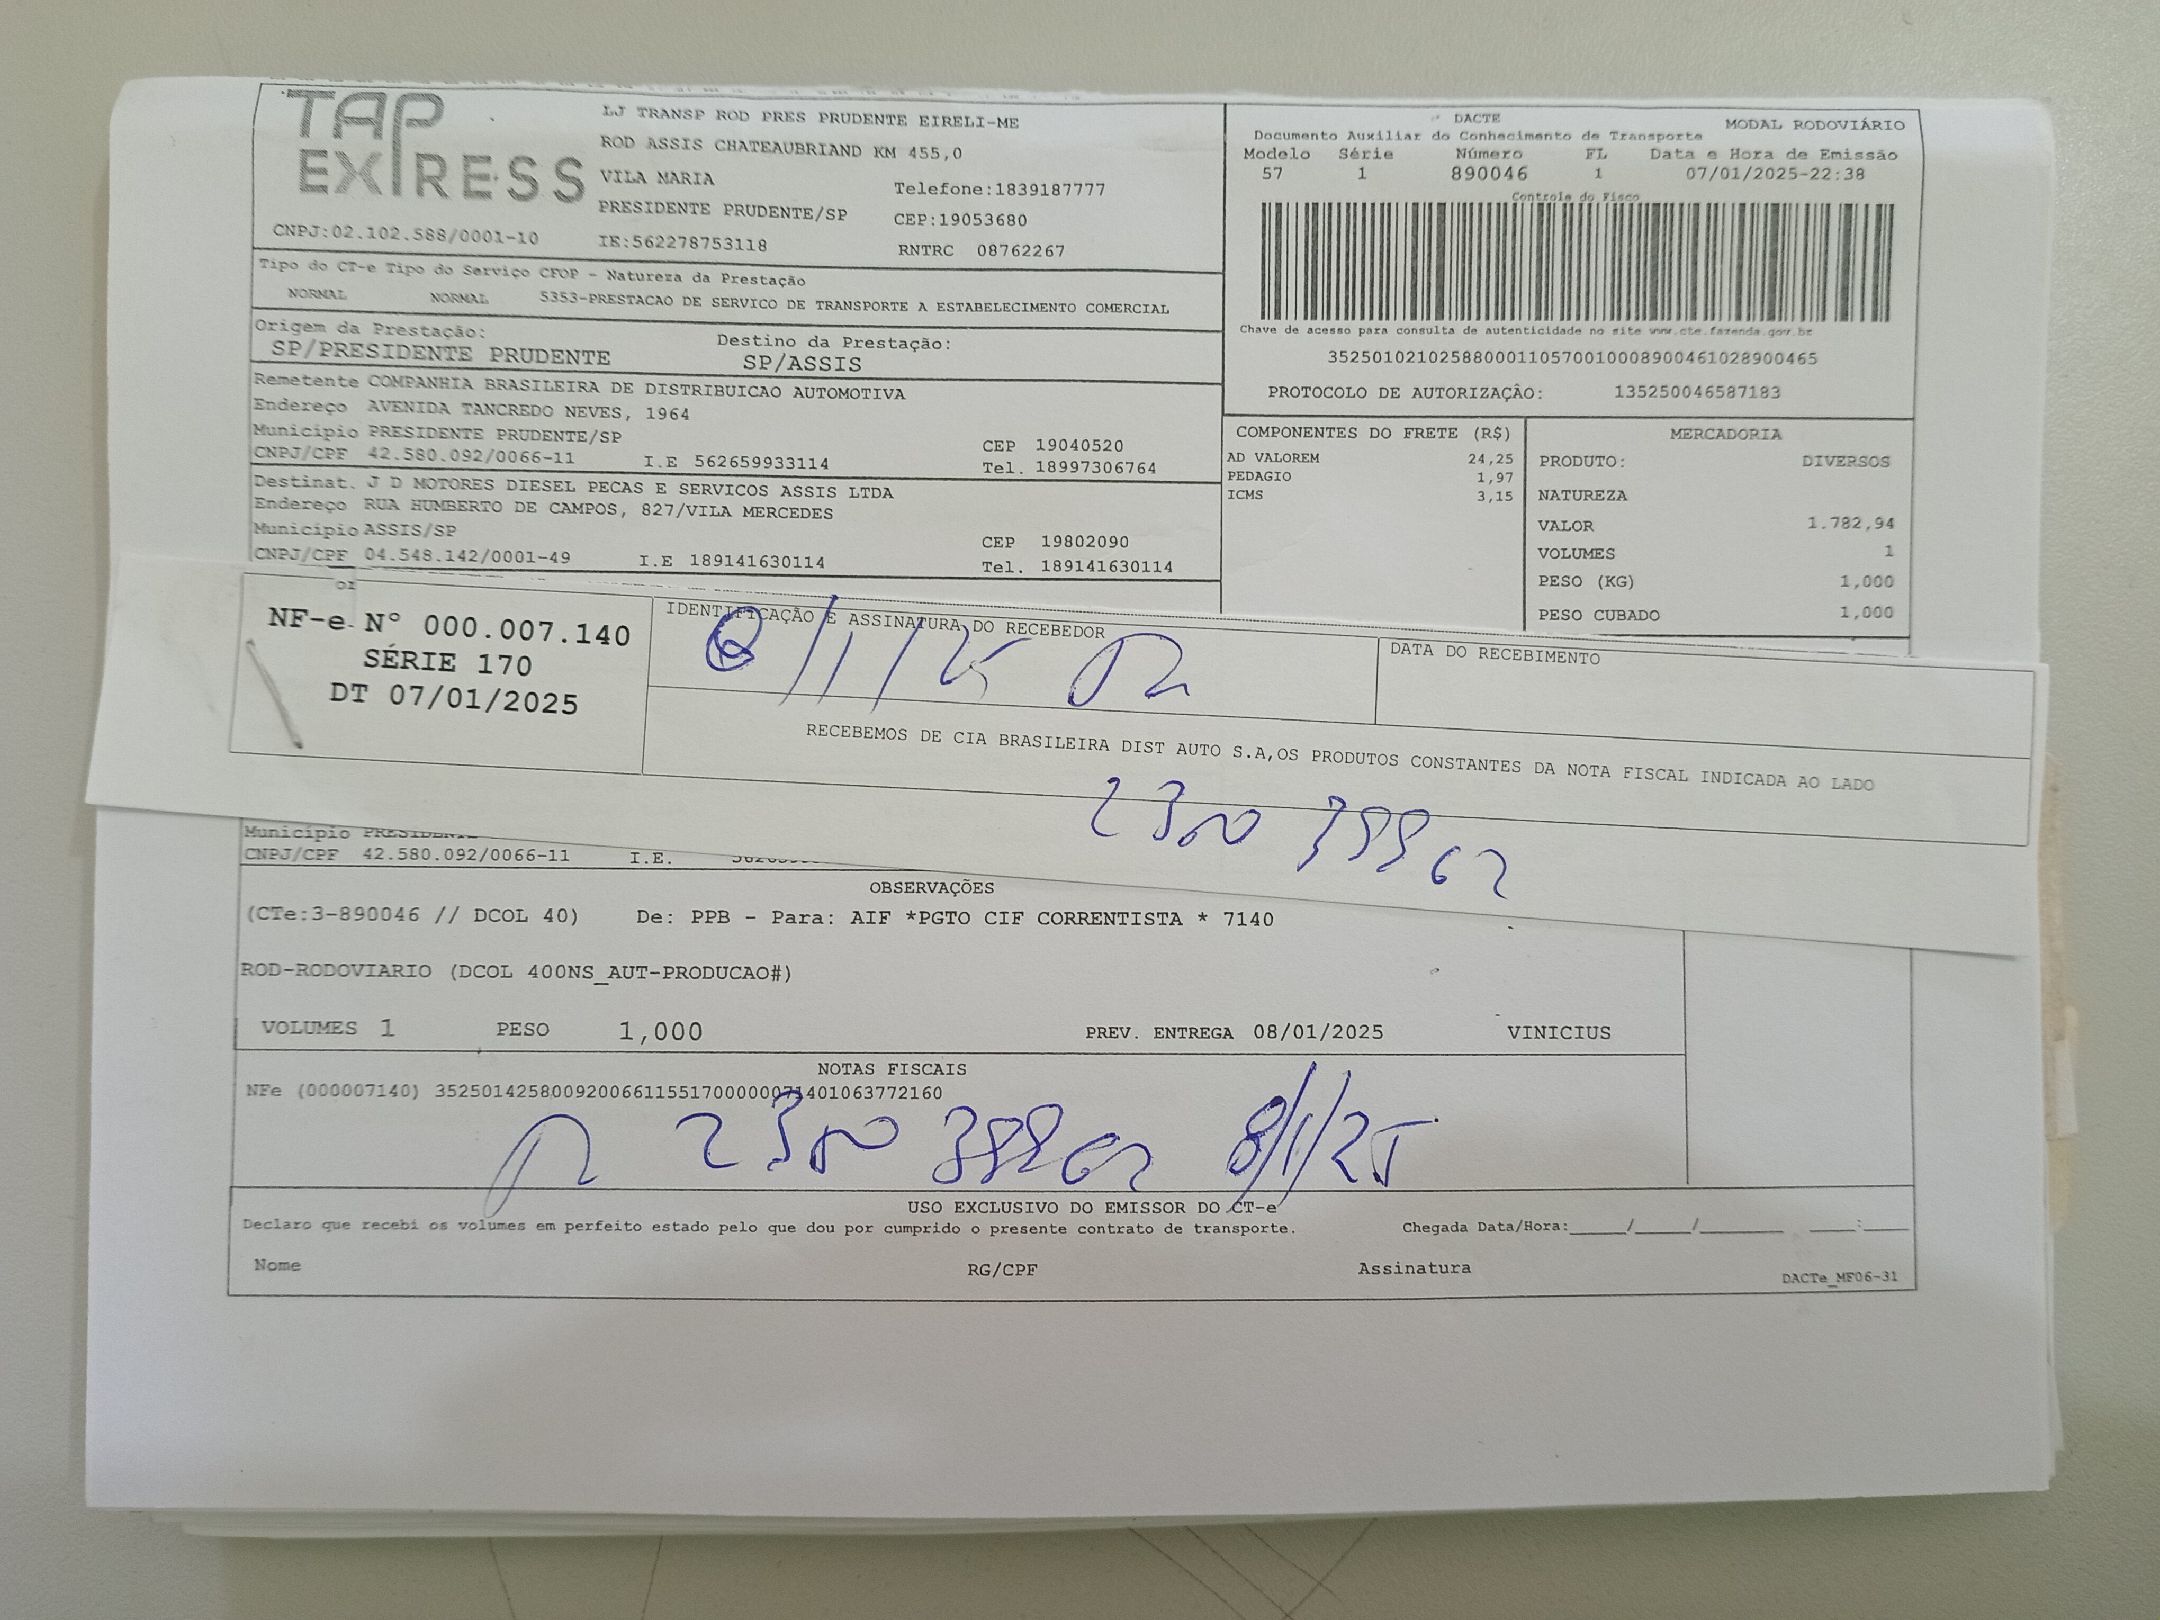 TAP EXPRESS
LJ TRANSP ROD PRES PRUDENTE EIRELI-ME
ROD ASSIS CHATEAUBRIAND KM 455,0
VILA MARIA
Telefone:1839187777
PRESIDENTE PRUDENTE/SP CEP:19053680
CNPJ:02.102.588/0001-10 IE:562278753118 RNTRC 08762267
DACTE MODAL RODOVIÁRIO
Documento Auxiliar do Conhecimento de Transporte
Modelo Série Número FL Data e Hora de Emissão
57 1 890046 1 07/01/2025-22:38
Controle do Fisco
Chave de acesso para consulta de autenticidade no site www.cte.fazenda.gov.br
35250102102588000110570010008900461028900465
PROTOCOLO DE AUTORIZAÇÃO: 135250046587183
Tipo do CT-e Tipo do Serviço CFOP - Natureza da Prestação
NORMAL NORMAL 5353-PRESTACAO DE SERVICO DE TRANSPORTE A ESTABELECIMENTO COMERCIAL
Origem da Prestação: Destino da Prestação:
SP/PRESIDENTE PRUDENTE SP/ASSIS
Remetente COMPANHIA BRASILEIRA DE DISTRIBUICAO AUTOMOTIVA
Endereço AVENIDA TANCREDO NEVES, 1964
Município PRESIDENTE PRUDENTE/SP CEP 19040520
CNPJ/CPF 42.580.092/0066-11 I.E 562659933114 Tel. 18997306764
Destinat. J D MOTORES DIESEL PECAS E SERVICOS ASSIS LTDA
Endereço RUA HUMBERTO DE CAMPOS, 827/VILA MERCEDES
Município ASSIS/SP CEP 19802090
CNPJ/CPF 04.548.142/0001-49 I.E 189141630114 Tel. 189141630114
COMPONENTES DO FRETE (R$)
AD VALOREM 24,25
PEDAGIO 1,97
ICMS 3,15
MERCADORIA
PRODUTO: DIVERSOS
NATUREZA
VALOR 1.782,94
VOLUMES 1
PESO (KG) 1,000
PESO CUBADO 1,000
NF-e Nº 000.007.140
SÉRIE 170
DT 07/01/2025
IDENTIFICAÇÃO E ASSINATURA DO RECEBEDOR
8/1/25
DATA DO RECEBIMENTO
RECEBEMOS DE CIA BRASILEIRA DIST AUTO S.A,OS PRODUTOS CONSTANTES DA NOTA FISCAL INDICADA AO LADO
Município
CNPJ/CPF 42.580.092/0066-11 I.E.
OBSERVAÇÕES
(CTe:3-890046 // DCOL 40) De: PPB - Para: AIF *PGTO CIF CORRENTISTA * 7140
ROD-RODOVIARIO (DCOL 400NS_AUT-PRODUCAO#)
VOLUMES 1 PESO 1,000 PREV. ENTREGA 08/01/2025 VINICIUS
NOTAS FISCAIS
NFe (000007140) 35250142580092006611551700000071401063772160
8/1/25
USO EXCLUSIVO DO EMISSOR DO CT-e
Declaro que recebi os volumes em perfeito estado pelo que dou por cumprido o presente contrato de transporte. Chegada Data/Hora:_____/_____/________ ____:____
Nome RG/CPF Assinatura
DACTe_MF06-31